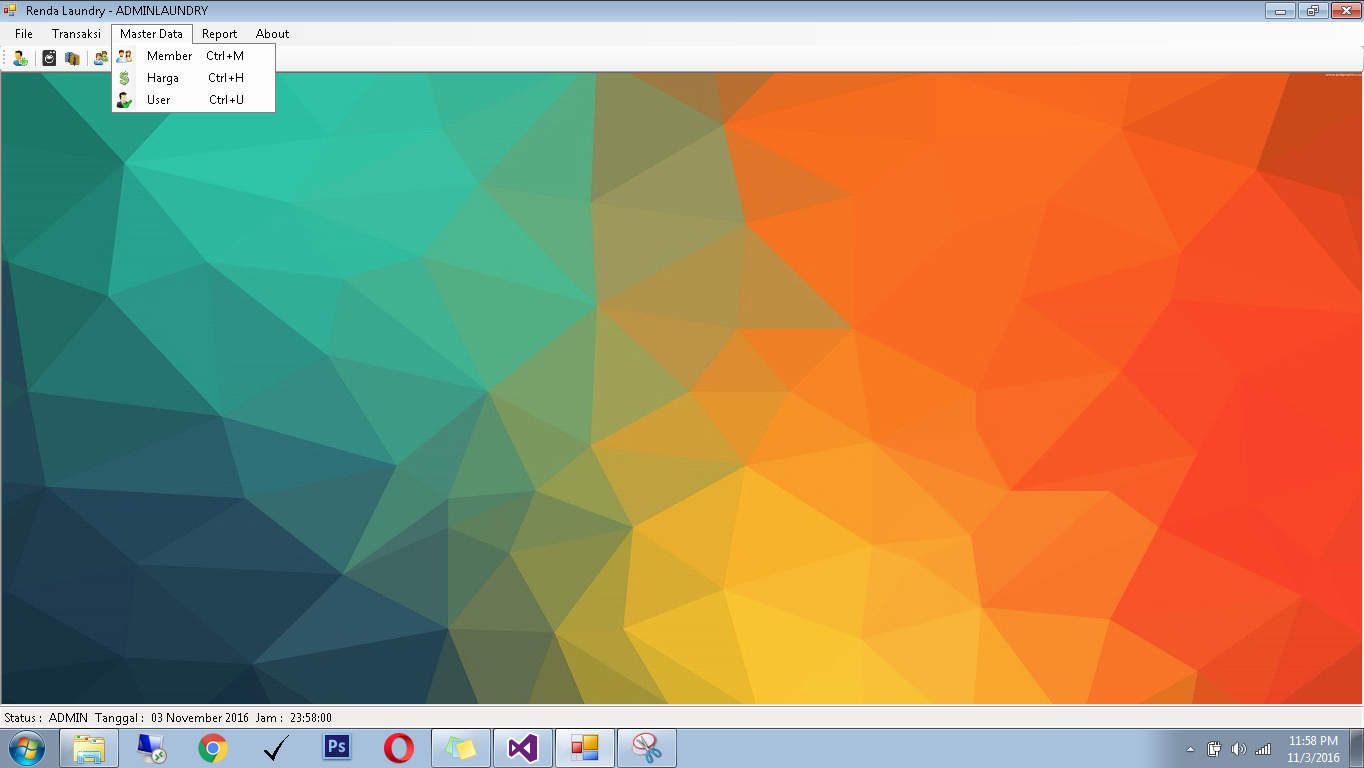 Renda Laundry - ADMINLAUNDRY
File Transaksi Master Data Report About
Member Ctrl+M
Harga Ctrl+H
User Ctrl+U
Status : ADMIN Tanggal : 03 November 2016 Jam : 23:58:00
Ps
11:58 PM
11/3/2016